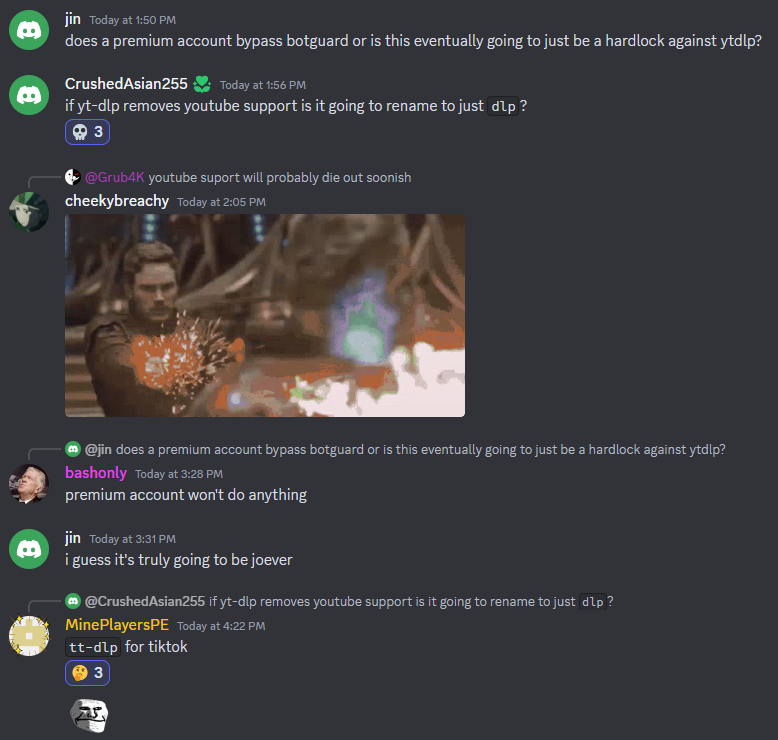 jin Today at 1:50 PM
does a premium account bypass botguard or is this eventually going to just be a hardlock against ytdlp?
CrushedAsian255 Today at 1:56 PM
if yt-dlp removes youtube support is it going to rename to just dlp ?
3
@Grub4K youtube suport will probably die out soonish
cheekybreachy Today at 2:05 PM
@jin does a premium account bypass botguard or is this eventually going to just be a hardlock against ytdlp?
bashonly Today at 3:28 PM
premium account won't do anything
jin Today at 3:31 PM
i guess it's truly going to be joever
@CrushedAsian255 if yt-dlp removes youtube support is it going to rename to just dlp ?
MinePlayersPE Today at 4:22 PM
tt-dlp for tiktok
3